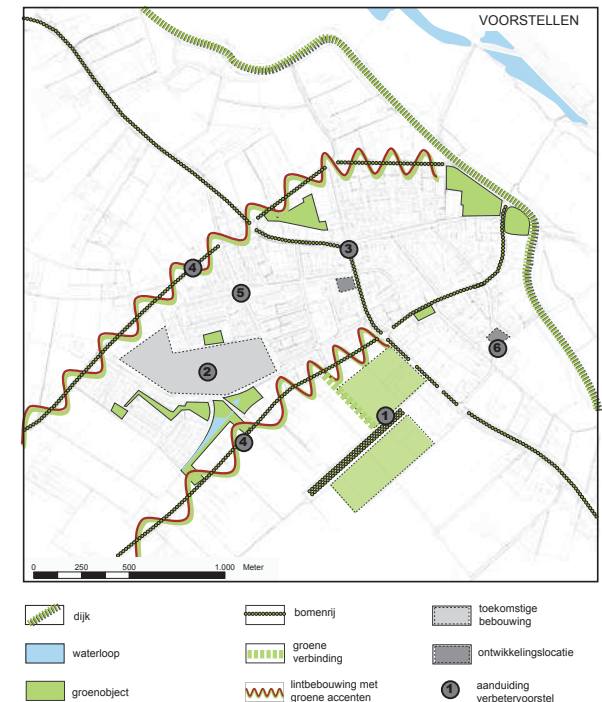 VOORSTELLEN
3
4
5
6
2
1
4
0 250 500 1.000 Meter
dijk
bomenrij
toekomstige
bebouwing
waterloop
groene
verbinding
ontwikkelingslocatie
groenobject
lintbebouwing met
groene accenten
1
aanduiding
verbetervoorstel